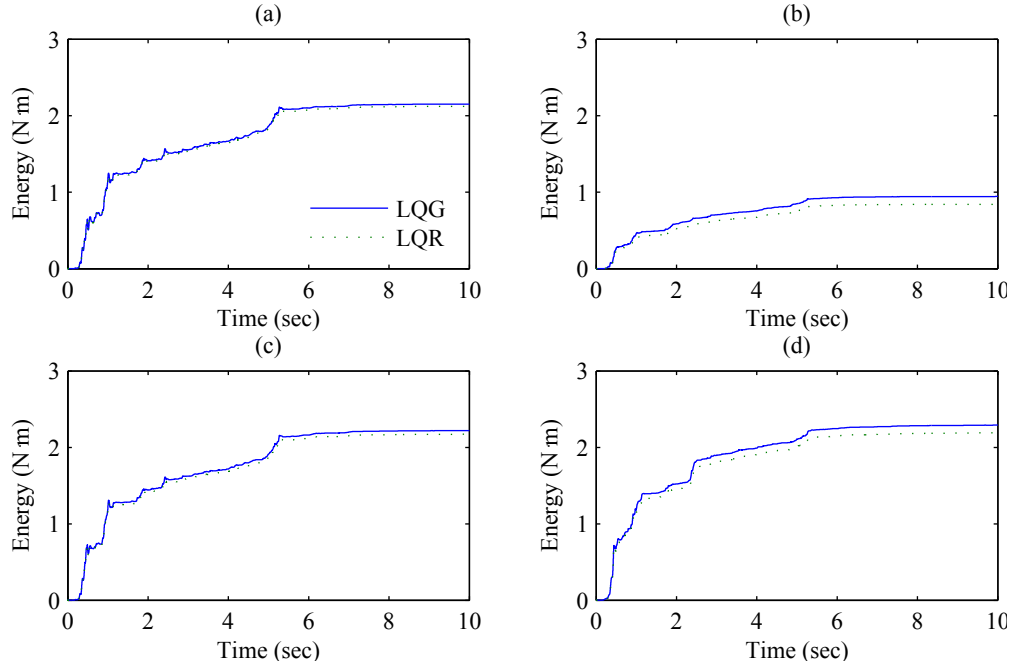 (a)
3
2
1
0
Energy (N·m)
LQG
LQR
0 2 4 6 8 10
Time (sec)
(b)
3
2
1
0
Energy (N·m)
0 2 4 6 8 10
Time (sec)
(c)
3
2
1
0
Energy (N·m)
0 2 4 6 8 10
Time (sec)
(d)
3
2
1
0
Energy (N·m)
0 2 4 6 8 10
Time (sec)